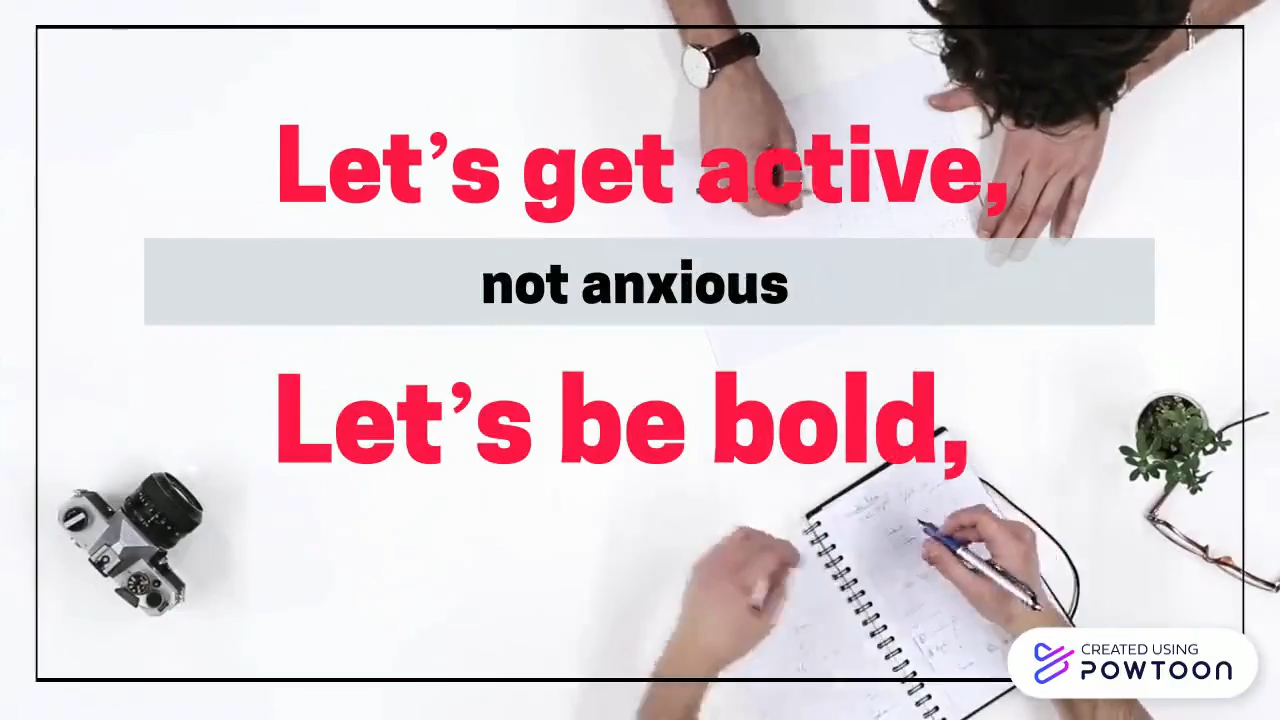 Let’s get active,
not anxious
Let’s be bold,
CREATED USING
POWTOON